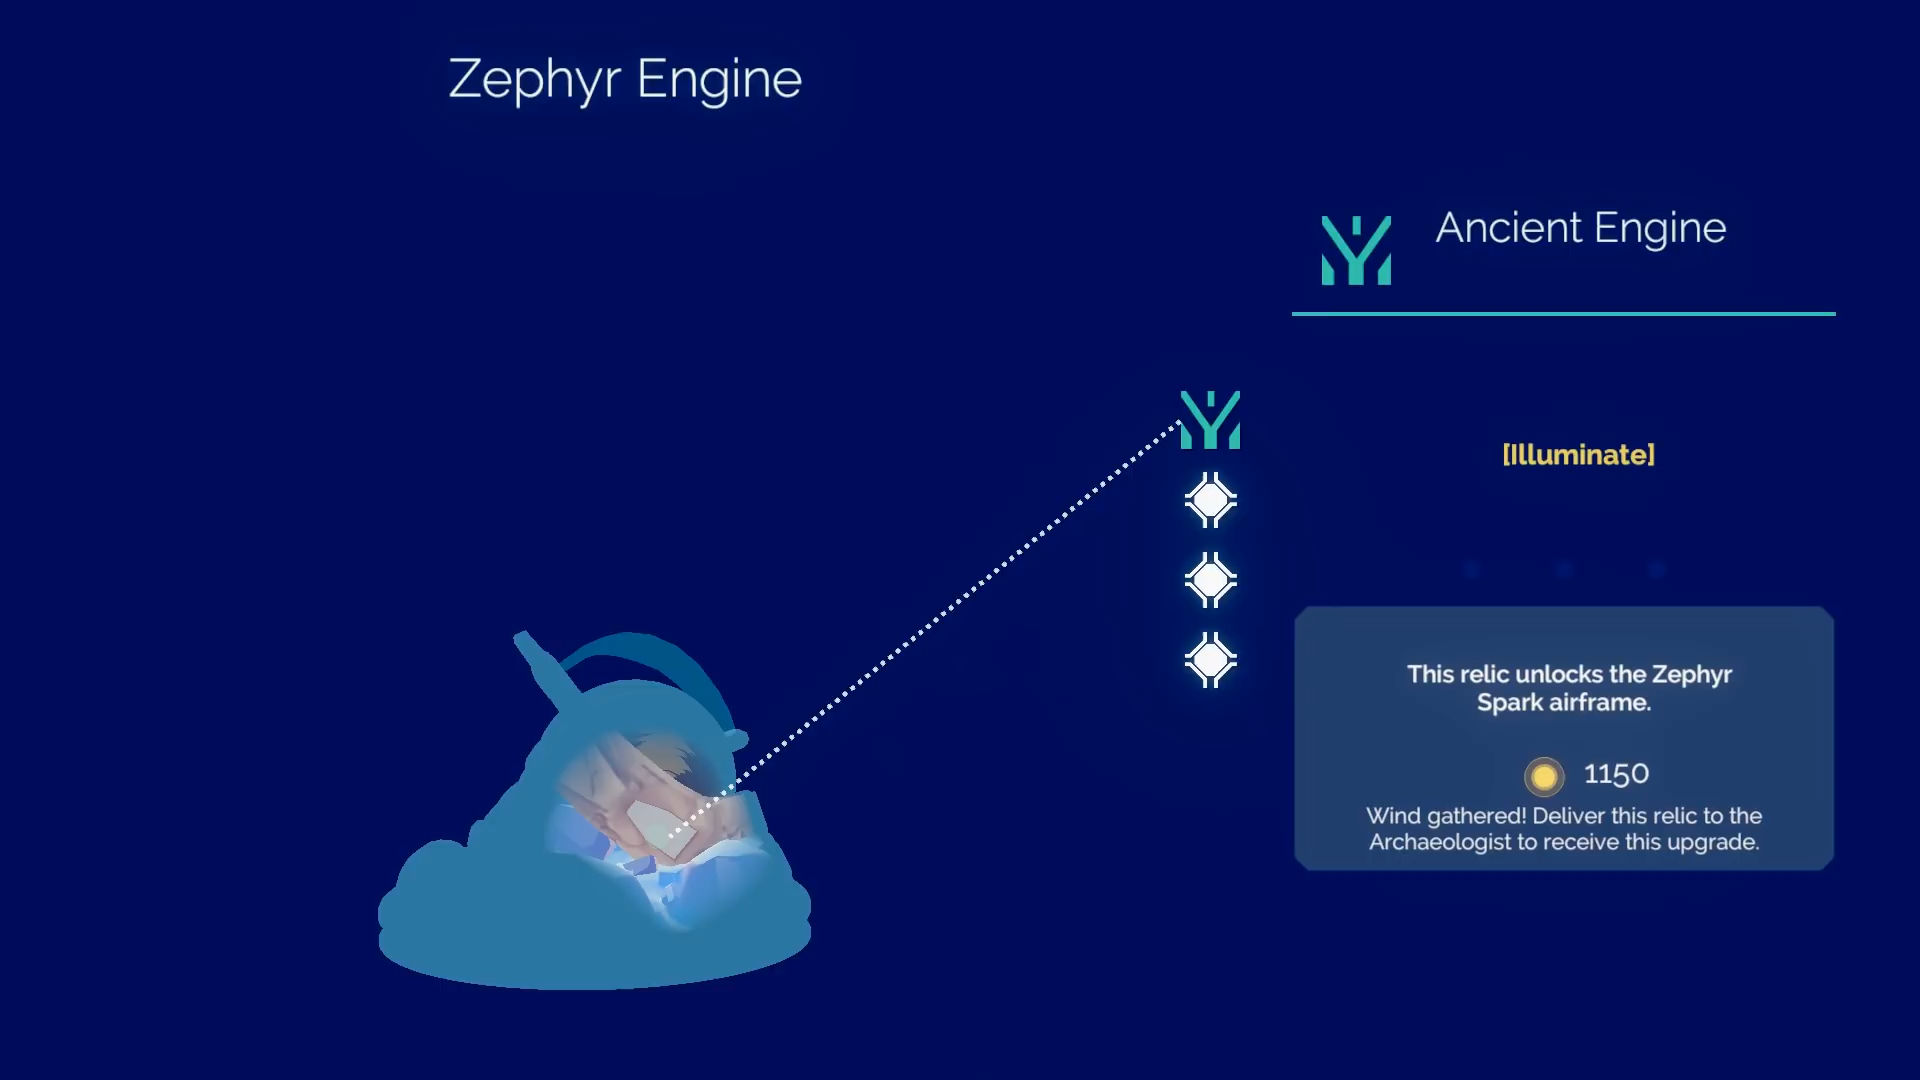 Zephyr Engine
Ancient Engine
[Illuminate]
This relic unlocks the Zephyr
Spark airframe.
1150
Wind gathered! Deliver this relic to the
Archaeologist to receive this upgrade.